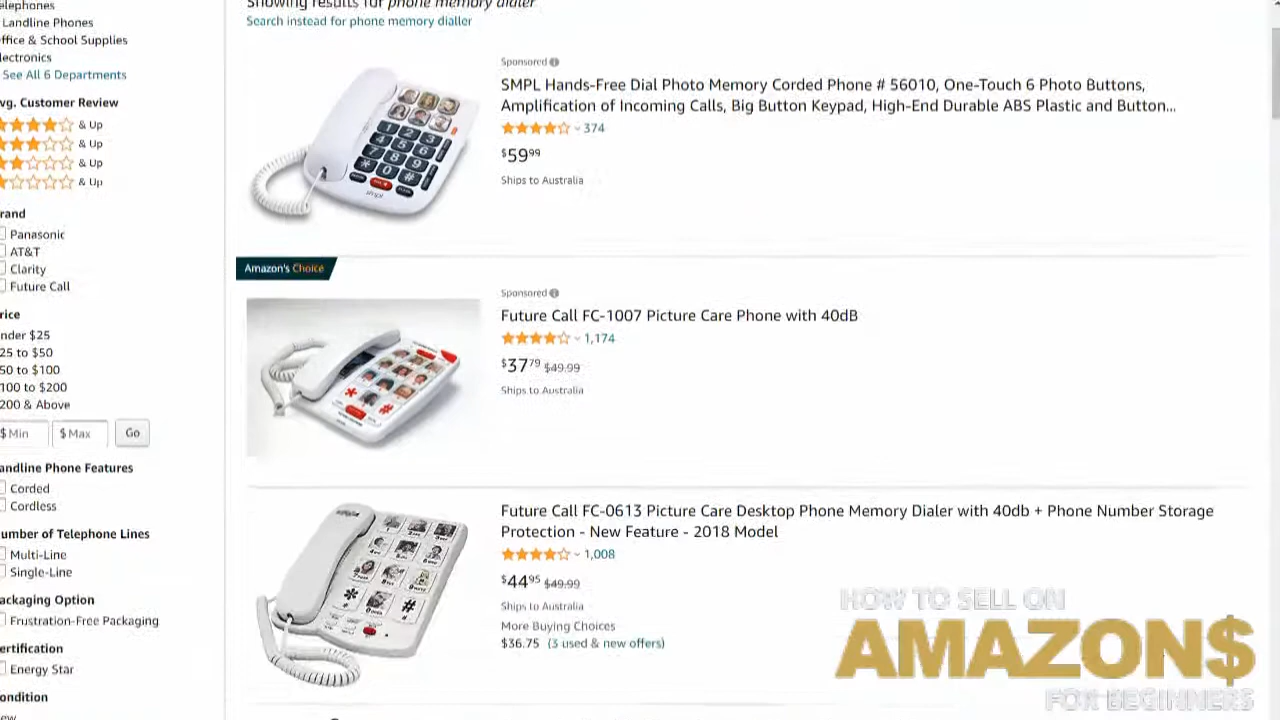 Showing results for phone memory dialer
Search instead for phone memory dialler
elephones
Landline Phones
ffice & School Supplies
lectronics
See All 6 Departments
vg. Customer Review
& Up
& Up
& Up
& Up
rand
Panasonic
AT&T
Clarity
Future Call
rice
nder $25
25 to $50
50 to $100
100 to $200
200 & Above
$ Min $ Max Go
andline Phone Features
Corded
Cordless
umber of Telephone Lines
Multi-Line
Single-Line
ackaging Option
Frustration-Free Packaging
ertification
Energy Star
ondition
Sponsored
SMPL Hands-Free Dial Photo Memory Corded Phone # 56010, One-Touch 6 Photo Buttons,
Amplification of Incoming Calls, Big Button Keypad, High-End Durable ABS Plastic and Button...
374
$59.99
Ships to Australia
Amazon's Choice
Sponsored
Future Call FC-1007 Picture Care Phone with 40dB
1,174
$37.79 $49.99
Ships to Australia
Future Call FC-0613 Picture Care Desktop Phone Memory Dialer with 40db + Phone Number Storage
Protection - New Feature - 2018 Model
1,008
$44.95 $49.99
Ships to Australia
More Buying Choices
$36.75 (3 used & new offers)
HOW TO SELL ON
AMAZON$
FOR BEGINNERS